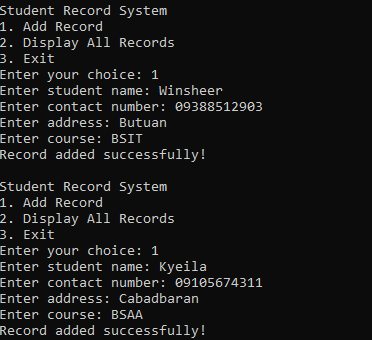 Student Record System
1. Add Record
2. Display All Records
3. Exit
Enter your choice: 1
Enter student name: Winsheer
Enter contact number: 09388512903
Enter address: Butuan
Enter course: BSIT
Record added successfully!

Student Record System
1. Add Record
2. Display All Records
3. Exit
Enter your choice: 1
Enter student name: Kyeila
Enter contact number: 09105674311
Enter address: Cabadbaran
Enter course: BSAA
Record added successfully!